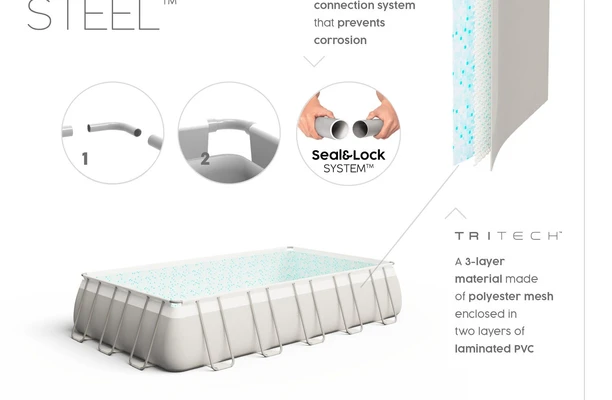 STEEL™
connection system
that prevents
corrosion
1
2
Seal&Lock
SYSTEM™
TRITECH™
A 3-layer
material made
of polyester mesh
enclosed in
two layers of
laminated PVC